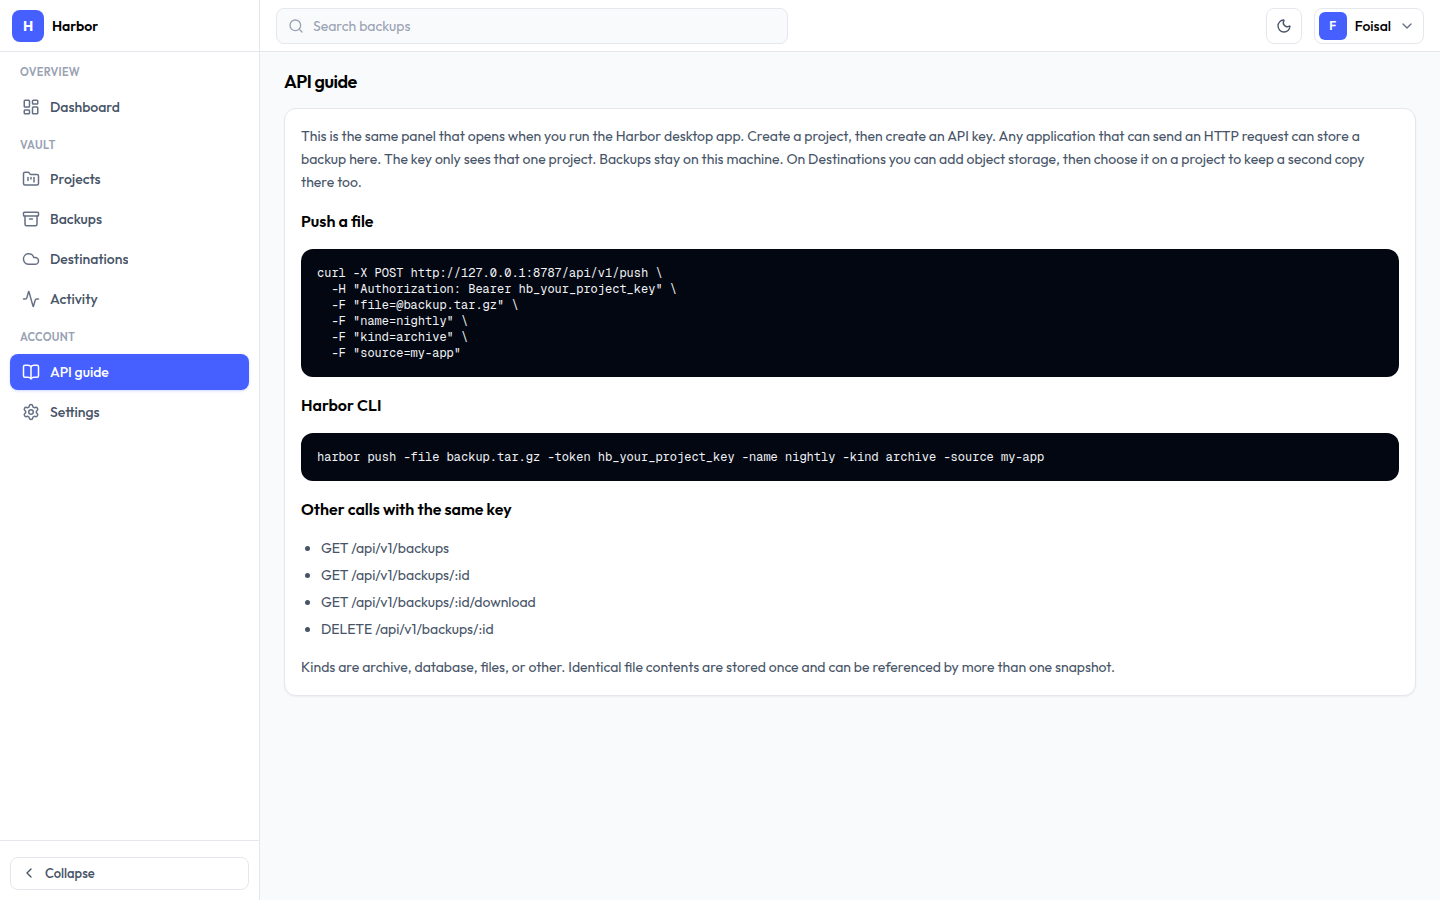 H Harbor
Search backups
F Foisal
OVERVIEW
Dashboard
VAULT
Projects
Backups
Destinations
Activity
ACCOUNT
API guide
Settings
Collapse
API guide
This is the same panel that opens when you run the Harbor desktop app. Create a project, then create an API key. Any application that can send an HTTP request can store a
backup here. The key only sees that one project. Backups stay on this machine. On Destinations you can add object storage, then choose it on a project to keep a second copy
there too.
Push a file
curl -X POST http://127.0.0.1:8787/api/v1/push \
  -H "Authorization: Bearer hb_your_project_key" \
  -F "file=@backup.tar.gz" \
  -F "name=nightly" \
  -F "kind=archive" \
  -F "source=my-app"
Harbor CLI
harbor push -file backup.tar.gz -token hb_your_project_key -name nightly -kind archive -source my-app
Other calls with the same key
• GET /api/v1/backups
• GET /api/v1/backups/:id
• GET /api/v1/backups/:id/download
• DELETE /api/v1/backups/:id
Kinds are archive, database, files, or other. Identical file contents are stored once and can be referenced by more than one snapshot.